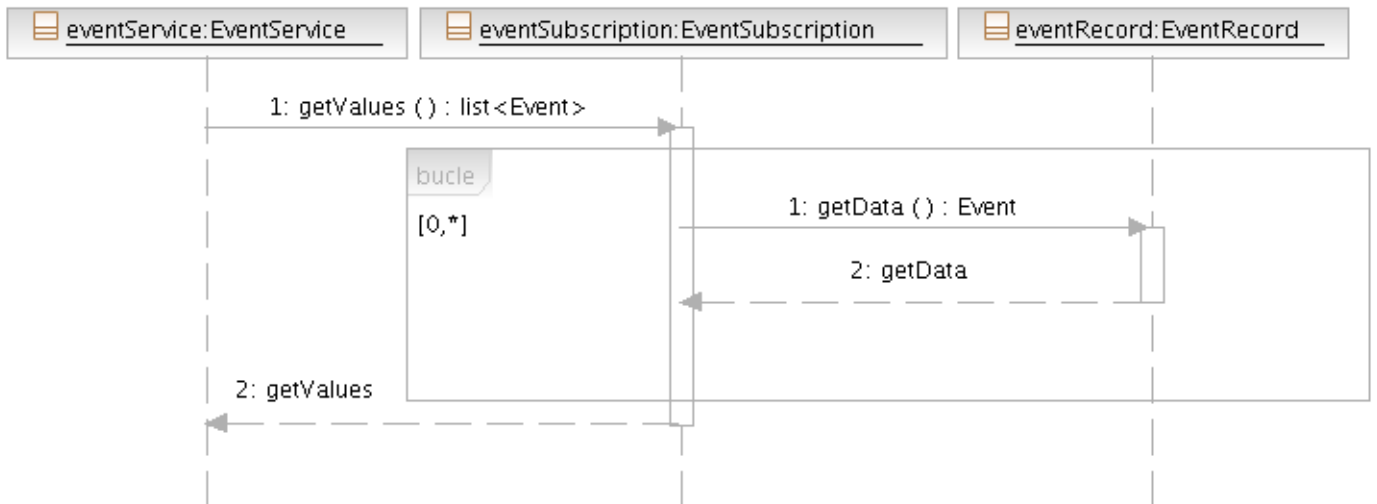 eventService:EventService
eventSubscription:EventSubscription
eventRecord:EventRecord
1: getValues ( ) : list<Event>
bucle
[0,*]
1: getData ( ) : Event
2: getData
2: getValues